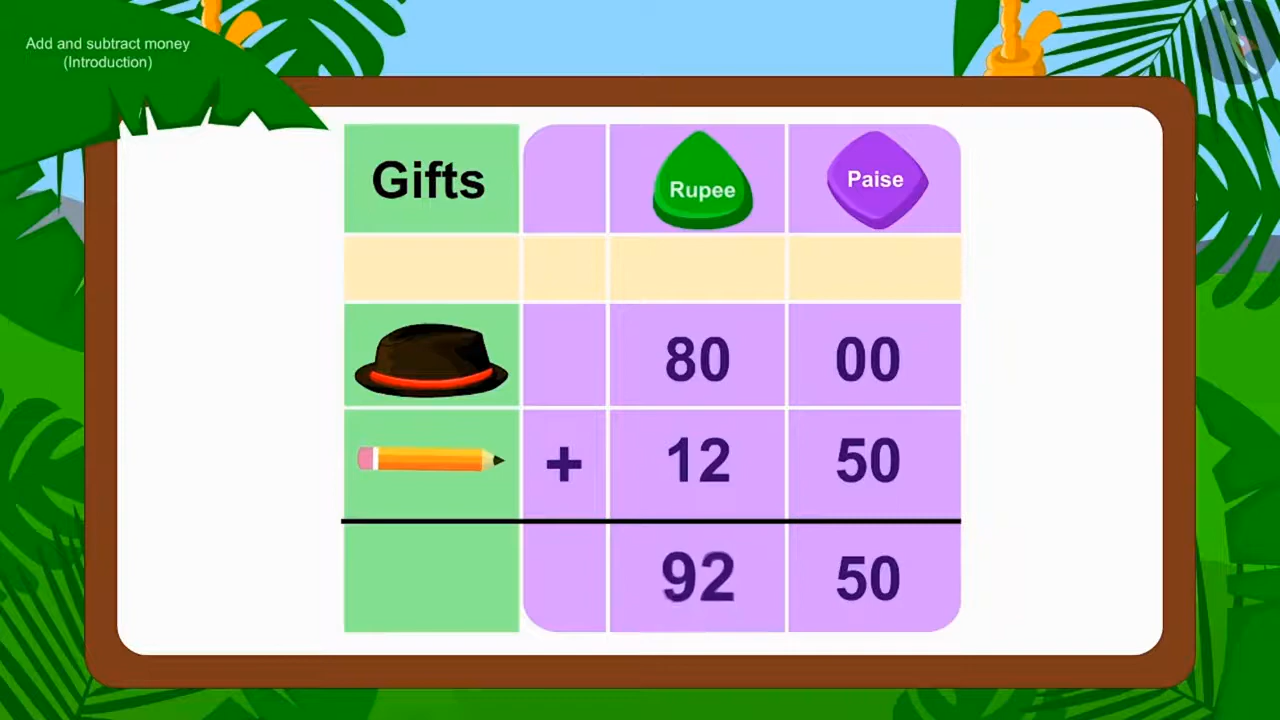 Add and subtract money
(Introduction)
Gifts Rupee Paise
80 00
+ 12 50
92 50